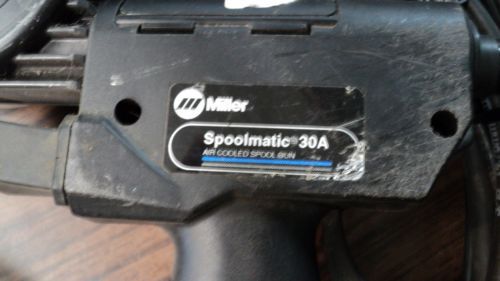 Miller
Spoolmatic® 30A
AIR COOLED SPOOL GUN